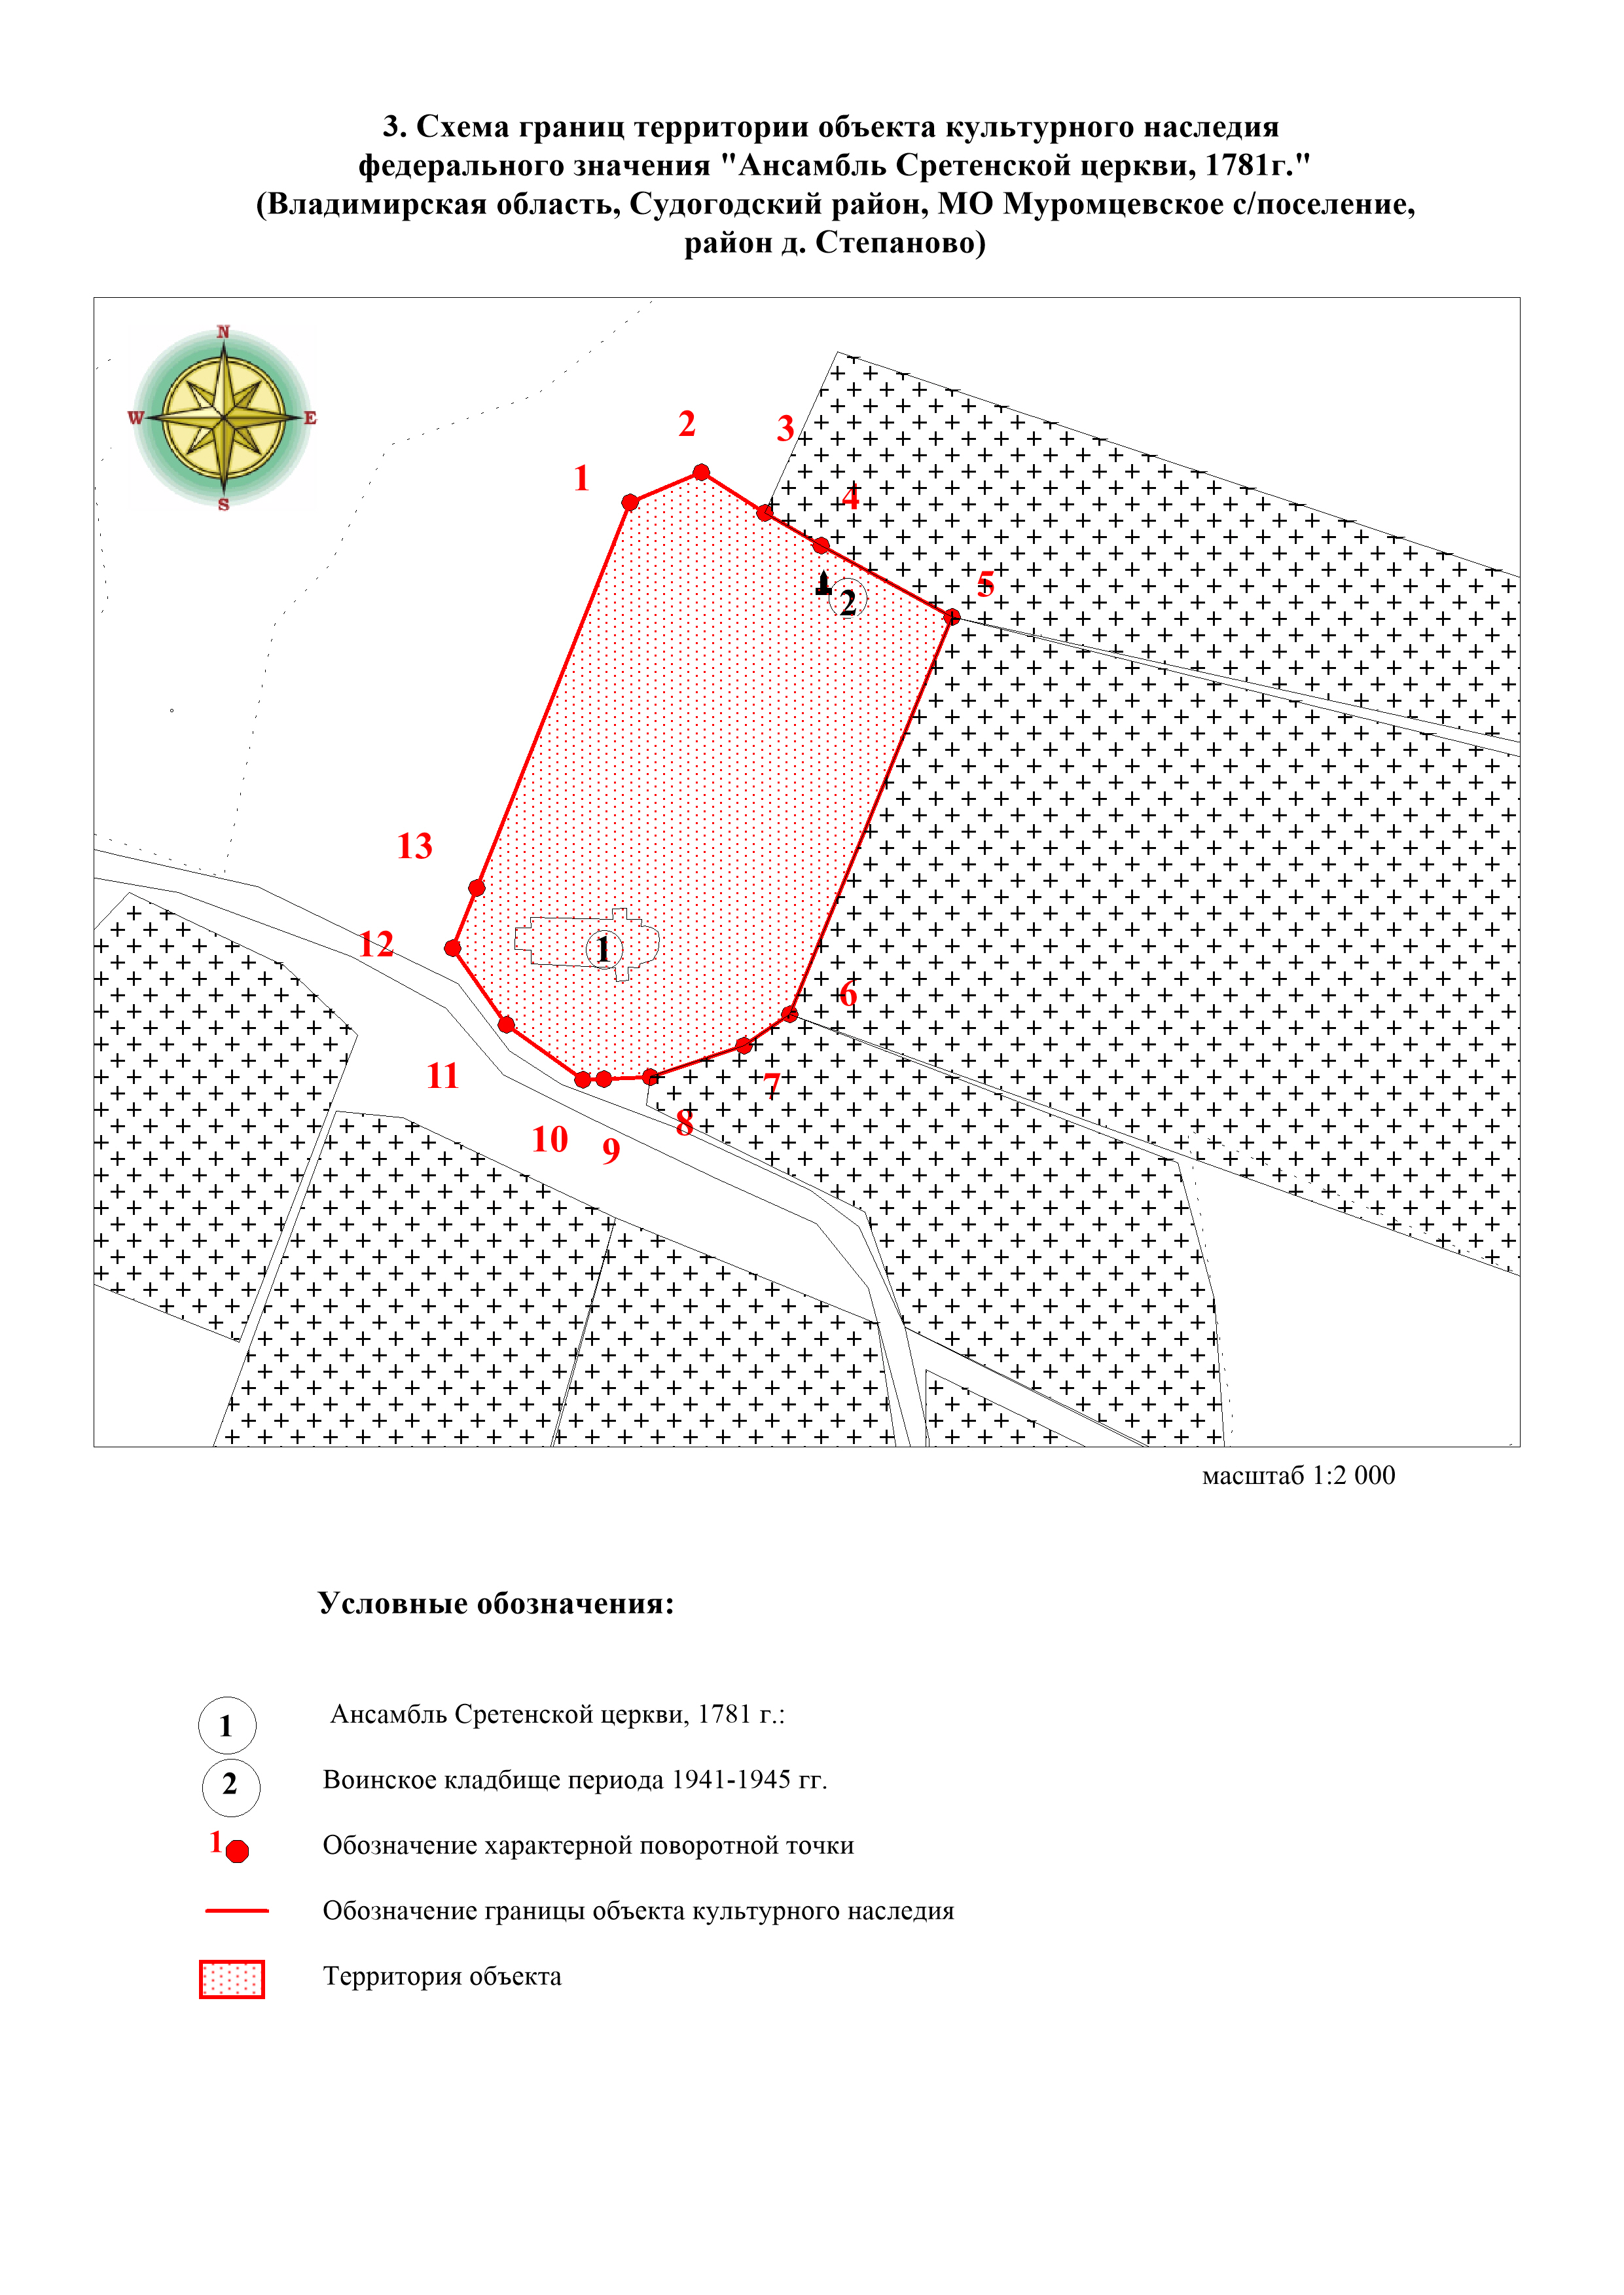 3. Схема границ территории объекта культурного наследия
федерального значения "Ансамбль Сретенской церкви, 1781г."
(Владимирская область, Судогодский район, МО Муромцевское с/поселение,
район д. Степаново)
N
W
E
S
2
3
1
4
5
2
13
12
1
6
11
7
8
10
9
масштаб 1:2 000
Условные обозначения:
1 Ансамбль Сретенской церкви, 1781 г.:
2 Воинское кладбище периода 1941-1945 гг.
1 Обозначение характерной поворотной точки
Обозначение границы объекта культурного наследия
Территория объекта